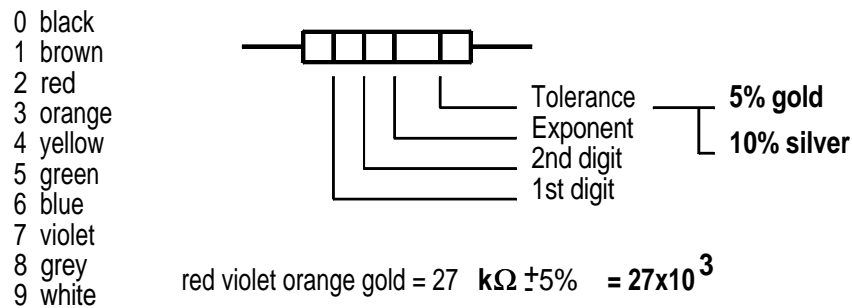 0 black
1 brown
2 red
3 orange
4 yellow
5 green
6 blue
7 violet
8 grey
9 white
Tolerance
Exponent
2nd digit
1st digit
5% gold
10% silver
red violet orange gold = 27 kΩ ±5% = 27x10³